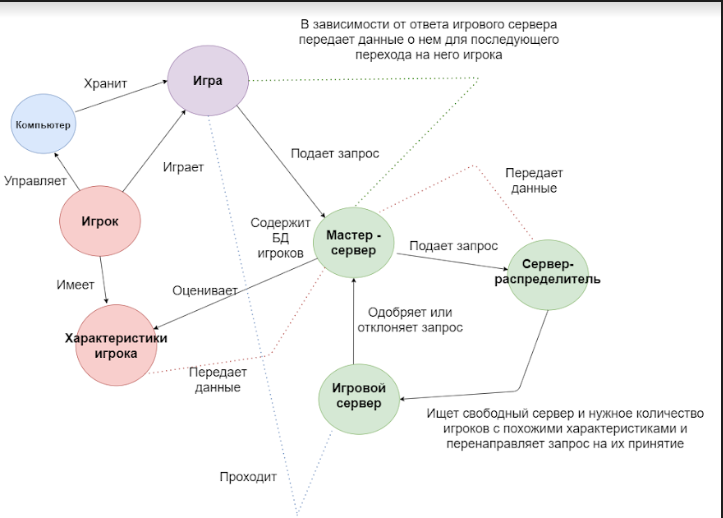 В зависимости от ответа игрового сервера
передает данные о нем для последующего
перехода на него игрока
Игра
Хранит
Компьютер
Подает запрос
Играет
Передает
данные
Управляет
Игрок
Содержит
БД
игроков
Мастер -
сервер
Подает запрос
Сервер-
распределитель
Имеет
Оценивает
Одобряет или
отклоняет запрос
Характеристики
игрока
Передает
данные
Игровой
сервер
Ищет свободный сервер и нужное количество
игроков с похожими характеристиками и
перенаправляет запрос на их принятие
Проходит